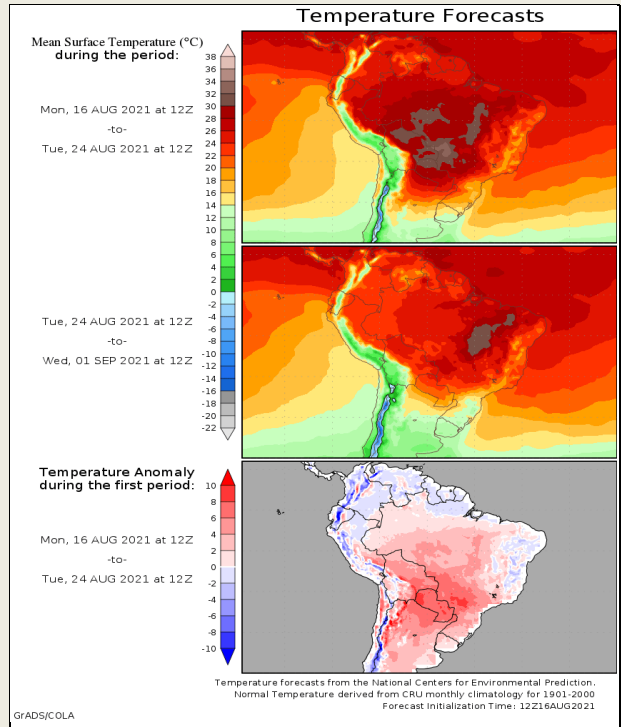 Temperature Forecasts
Mean Surface Temperature (°C)
during the period:
38
36
34
32
30
28
26
24
22
20
18
16
14
12
10
8
6
4
2
0
-2
-4
-6
-8
-10
-12
-14
-16
-18
-20
-22
Mon, 16 AUG 2021 at 12Z
-to-
Tue, 24 AUG 2021 at 12Z
Tue, 24 AUG 2021 at 12Z
-to-
Wed, 01 SEP 2021 at 12Z
Temperature Anomaly
during the first period:
10
8
6
4
2
0
-2
-4
-6
-8
-10
Mon, 16 AUG 2021 at 12Z
-to-
Tue, 24 AUG 2021 at 12Z
Temperature forecasts from the National Centers for Environmental Prediction.
Normal Temperature derived from CRU monthly climatology for 1901-2000
Forecast Initialization Time: 12Z16AUG2021
GrADS/COLA